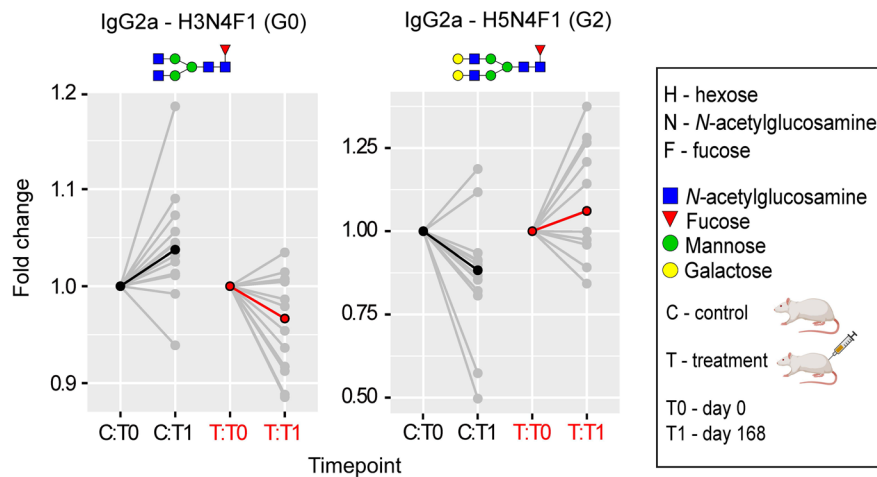 IgG2a - H3N4F1 (G0)
IgG2a - H5N4F1 (G2)
Fold change
1.2
1.1
1.0
0.9
C:T0 C:T1 T:T0 T:T1
1.25
1.00
0.75
0.50
C:T0 C:T1 T:T0 T:T1
Timepoint
H - hexose
N - N-acetylglucosamine
F - fucose
N-acetylglucosamine
Fucose
Mannose
Galactose
C - control
T - treatment
T0 - day 0
T1 - day 168